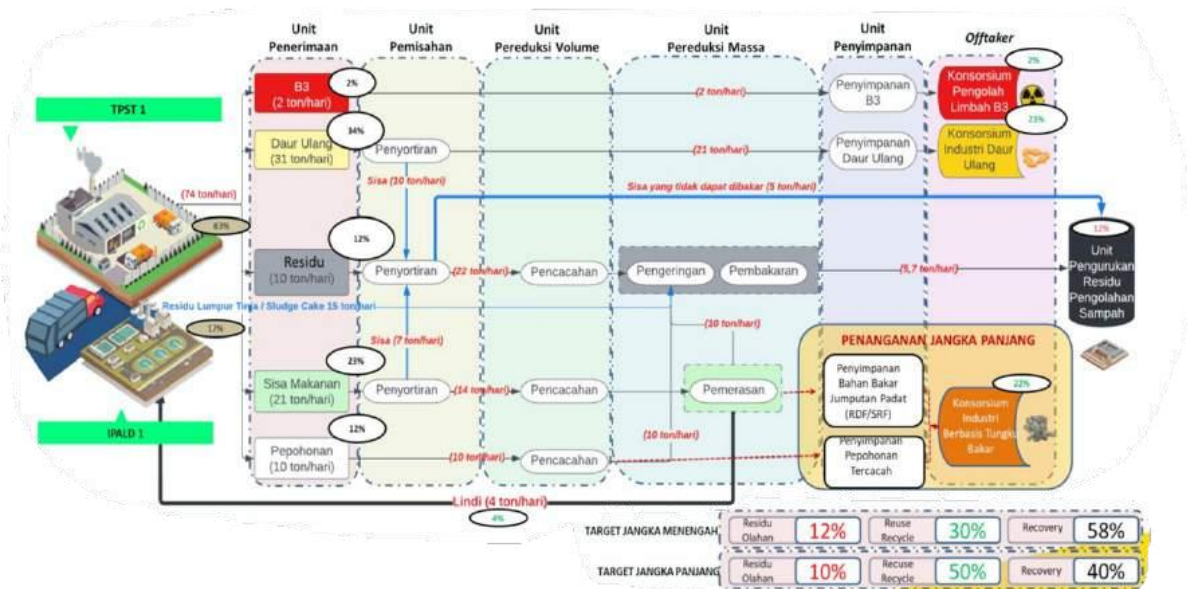 Unit
Penerimaan
Unit
Pemisahan
Unit
Pereduksi Volume
Unit
Pereduksi Massa
Unit
Penyimpanan
Offtaker
TPST 1
(74 ton/hari)
83%
17%
IPALD 1
B3
(2 ton/hari)
2%
(2 ton/hari)
Penyimpanan
B3
2%
Konsorsium
Pengolah
Limbah B3
Daur Ulang
(31 ton/hari)
34%
Penyortiran
(21 ton/hari)
Penyimpanan
Daur Ulang
23%
Konsorsium
Industri Daur
Ulang
Sisa (10 ton/hari)
Sisa yang tidak dapat dibakar (5 ton/hari)
12%
Residu
(10 ton/hari)
Penyortiran
(22 ton/hari)
Pencacahan
Pengeringan
Pembakaran
(5,7 ton/hari)
12%
Unit
Pengurukan
Residu
Pengolahan
Sampah
Residu Lumpur Tinja / Sludge Cake 15 ton/hari
Sisa (7 ton/hari)
(10 ton/hari)
23%
Sisa Makanan
(21 ton/hari)
Penyortiran
(14 ton/hari)
Pencacahan
Pemerasan
PENANGANAN JANGKA PANJANG
Penyimpanan
Bahan Bakar
Jumputan Padat
(RDF/SRF)
22%
Konsorsium
Industri
Berbasis Tungku
Bakar
12%
Pepohonan
(10 ton/hari)
(10 ton/hari)
Pencacahan
(10 ton/hari)
Penyimpanan
Pepohonan
Tercacah
Lindi (4 ton/hari)
4%
TARGET JANGKA MENENGAH
Residu
Olahan
12%
Reuse
Recycle
30%
Recovery
58%
TARGET JANGKA PANJANG
Residu
Olahan
10%
Recuse
Recycle
50%
Recovery
40%